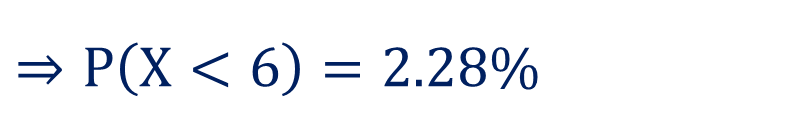 ⇒ P(X < 6) = 2.28%